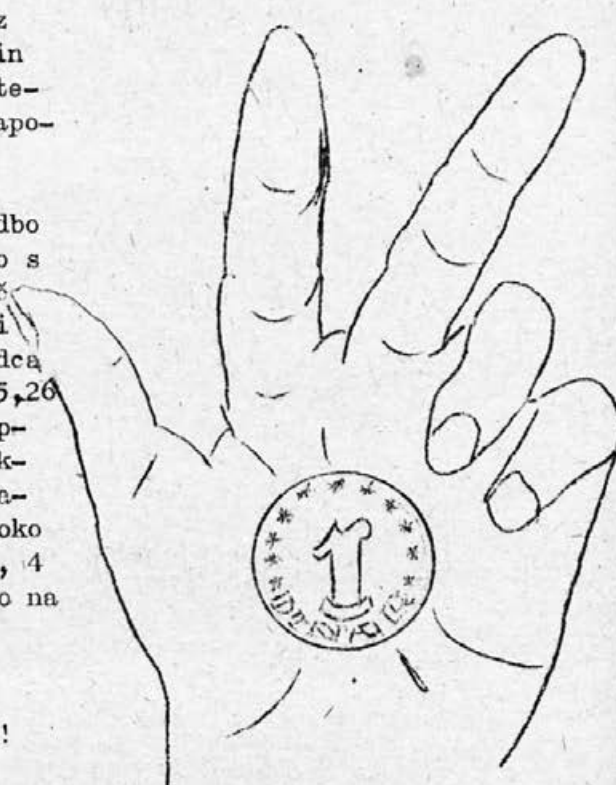 z
in
te-
apo-
dbo
o s
ž
i
dca
5,26
p-
k-
a-
oko
, 4
o na
!
1
DINAR